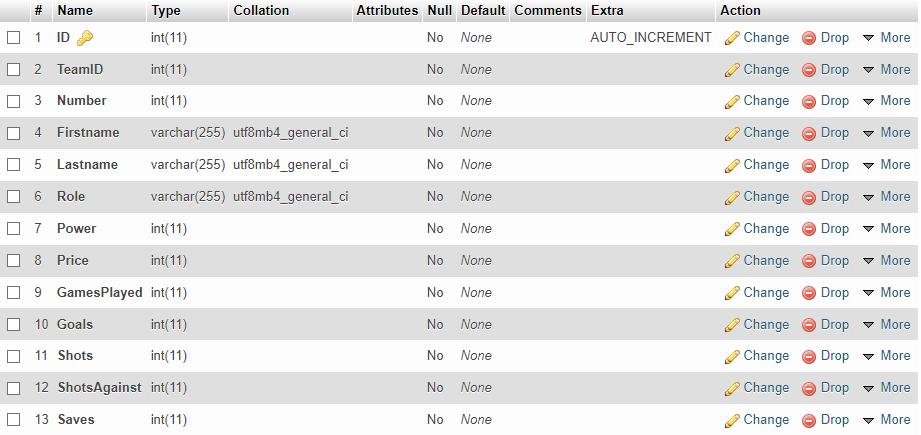 # Name Type Collation Attributes Null Default Comments Extra Action
1 ID int(11) No None AUTO_INCREMENT Change Drop More
2 TeamID int(11) No None Change Drop More
3 Number int(11) No None Change Drop More
4 Firstname varchar(255) utf8mb4_general_ci No None Change Drop More
5 Lastname varchar(255) utf8mb4_general_ci No None Change Drop More
6 Role varchar(255) utf8mb4_general_ci No None Change Drop More
7 Power int(11) No None Change Drop More
8 Price int(11) No None Change Drop More
9 GamesPlayed int(11) No None Change Drop More
10 Goals int(11) No None Change Drop More
11 Shots int(11) No None Change Drop More
12 ShotsAgainst int(11) No None Change Drop More
13 Saves int(11) No None Change Drop More